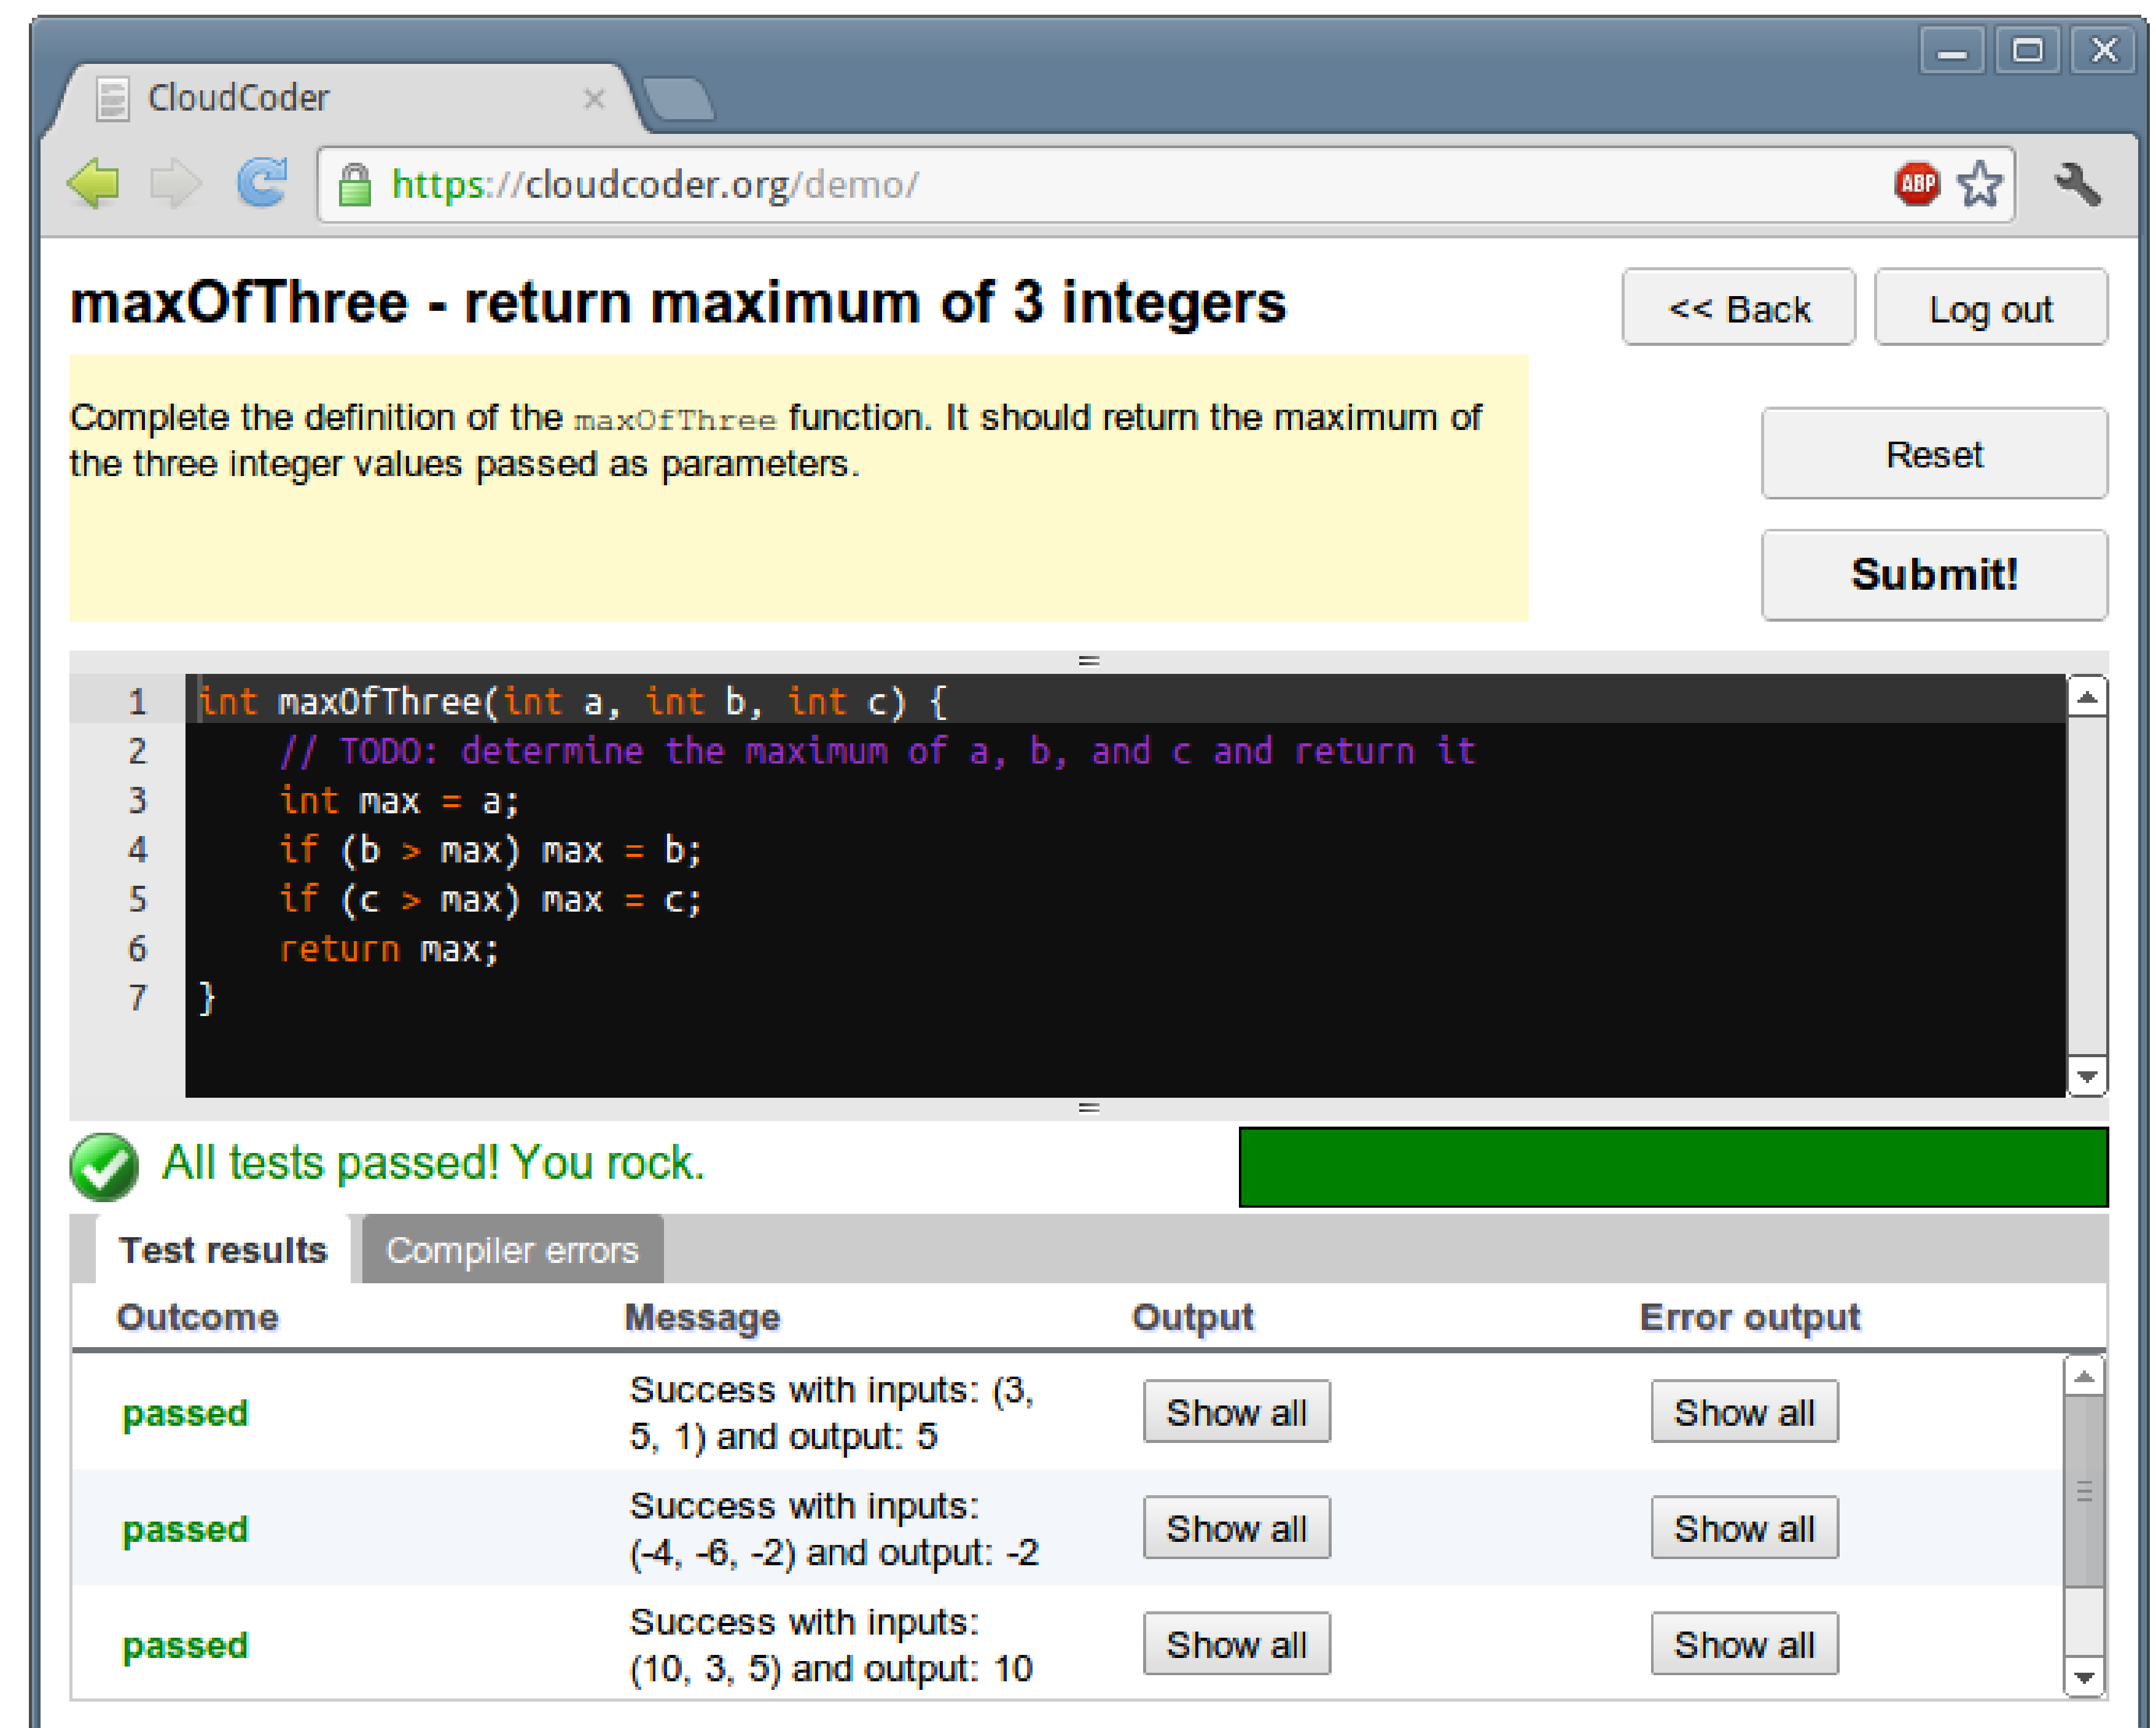 CloudCoder
https://cloudcoder.org/demo/
ABP
maxOfThree - return maximum of 3 integers
<< Back
Log out
Complete the definition of the maxOfThree function. It should return the maximum of
the three integer values passed as parameters.
Reset
Submit!
1 int maxOfThree(int a, int b, int c) {
2     // TODO: determine the maximum of a, b, and c and return it
3     int max = a;
4     if (b > max) max = b;
5     if (c > max) max = c;
6     return max;
7 }
All tests passed! You rock.
Test results
Compiler errors
Outcome Message Output Error output
passed
Success with inputs: (3,
5, 1) and output: 5
Show all
Show all
passed
Success with inputs:
(-4, -6, -2) and output: -2
Show all
Show all
passed
Success with inputs:
(10, 3, 5) and output: 10
Show all
Show all